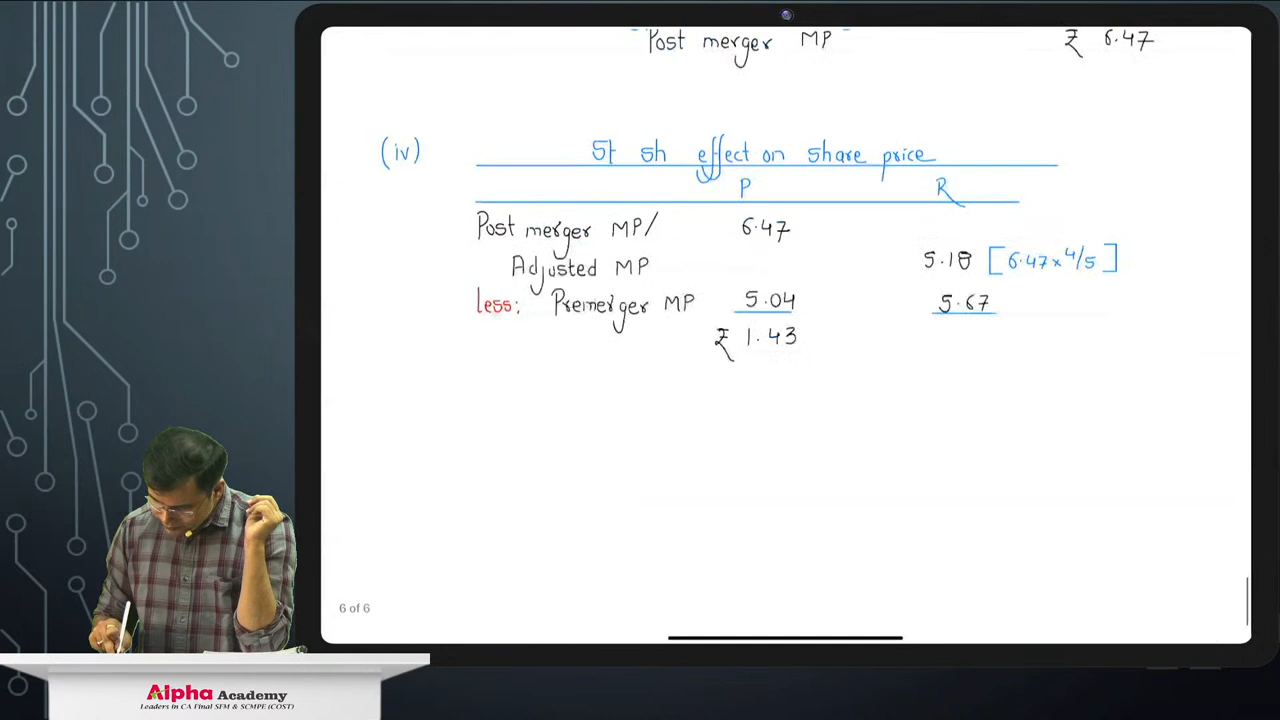 Post merger MP ₹ 6.47
(iv) St sh effect on share price
P R
Post merger MP/ 6.47
Adjusted MP 5.18 [6.47 x 4/5]
less: Premerger MP 5.04 5.67
₹ 1.43
6 of 6
Alpha Academy
Leaders in CA Final SFM & SCMPE (COST)